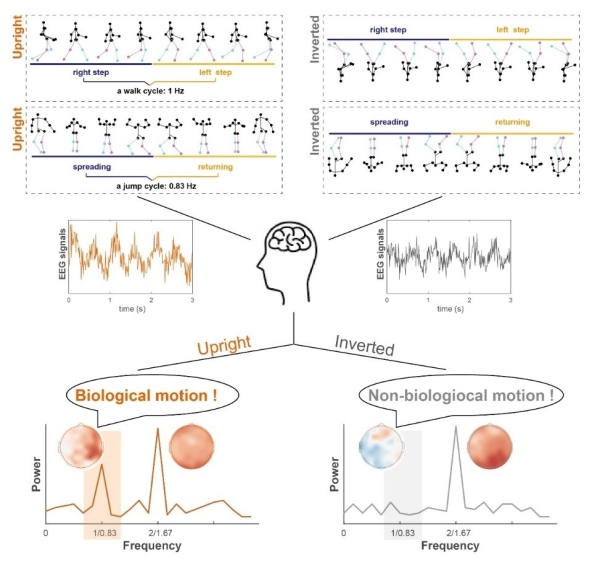 Upright
right step
left step
a walk cycle: 1 Hz
Inverted
right step
left step
Upright
spreading
returning
a jump cycle: 0.83 Hz
Inverted
spreading
returning
EEG signals
0 1 2 3
time (s)
EEG signals
0 1 2 3
time (s)
Upright
Inverted
Biological motion !
Non-biologiocal motion !
Power
0 1/0.83 2/1.67
Frequency
Power
0 1/0.83 2/1.67
Frequency